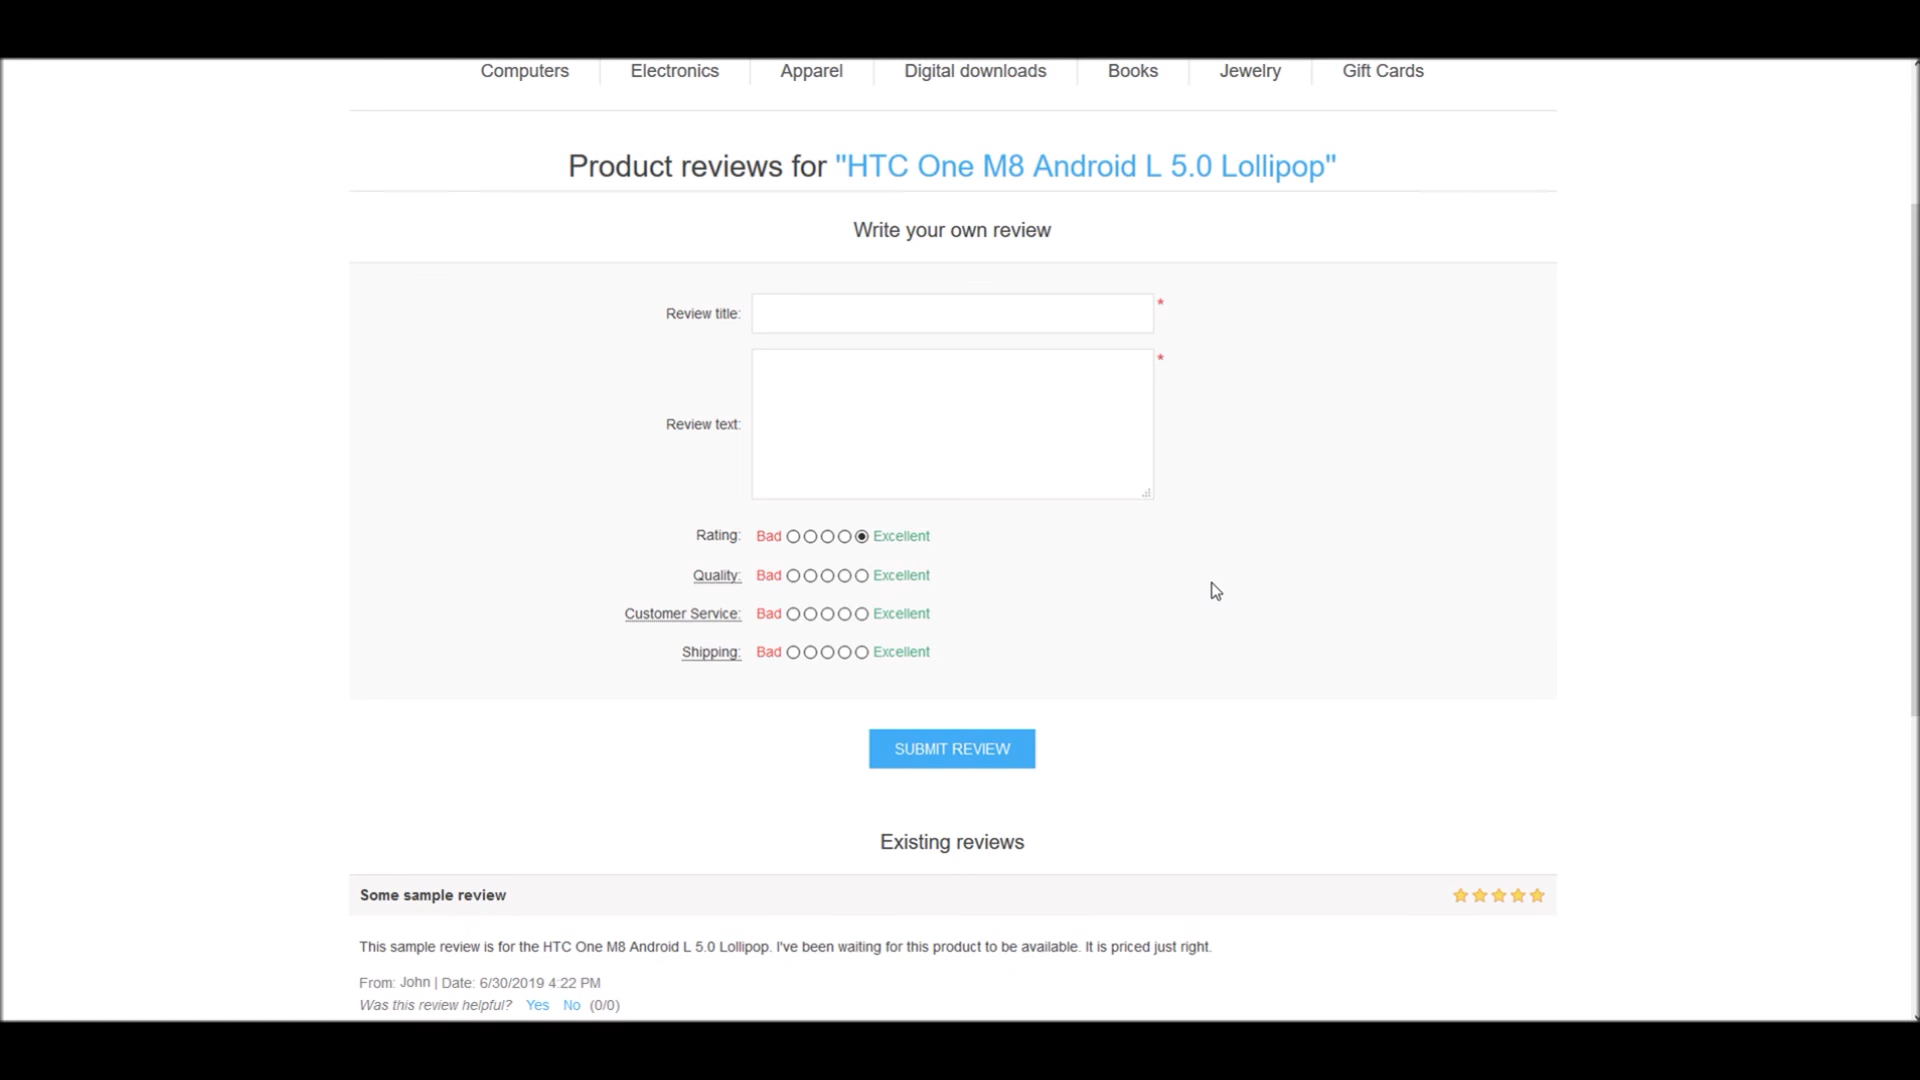 Computers Electronics Apparel Digital downloads Books Jewelry Gift Cards
Product reviews for "HTC One M8 Android L 5.0 Lollipop"
Write your own review
Review title: *
*
Review text:
Rating: Bad Excellent
Quality: Bad Excellent
Customer Service: Bad Excellent
Shipping: Bad Excellent
SUBMIT REVIEW
Existing reviews
Some sample review
This sample review is for the HTC One M8 Android L 5.0 Lollipop. I've been waiting for this product to be available. It is priced just right.
From: John | Date: 6/30/2019 4:22 PM
Was this review helpful? Yes No (0/0)